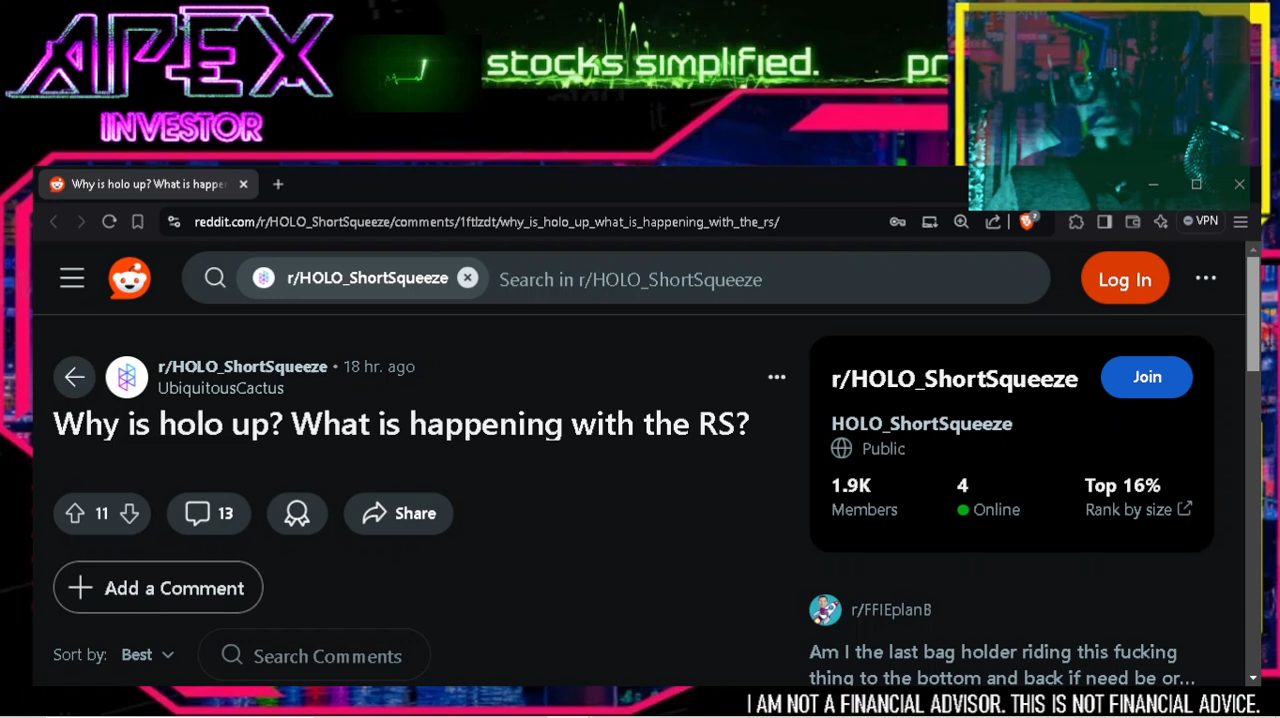 APEX
INVESTOR
stocks simplified.
pr
Why is holo up? What is happe
reddit.com/r/HOLO_ShortSqueeze/comments/1ftlzdt/why_is_holo_up_what_is_happening_with_the_rs/
2
VPN
r/HOLO_ShortSqueeze
Search in r/HOLO_ShortSqueeze
Log In
r/HOLO_ShortSqueeze • 18 hr. ago
UbiquitousCactus
Why is holo up? What is happening with the RS?
11
13
Share
Add a Comment
Sort by: Best
Search Comments
r/HOLO_ShortSqueeze
Join
HOLO_ShortSqueeze
Public
1.9K 4 Top 16%
Members Online Rank by size
r/FFIEplanB
Am I the last bag holder riding this fucking
thing to the bottom and back if need be or...
I AM NOT A FINANCIAL ADVISOR. THIS IS NOT FINANCIAL ADVICE.